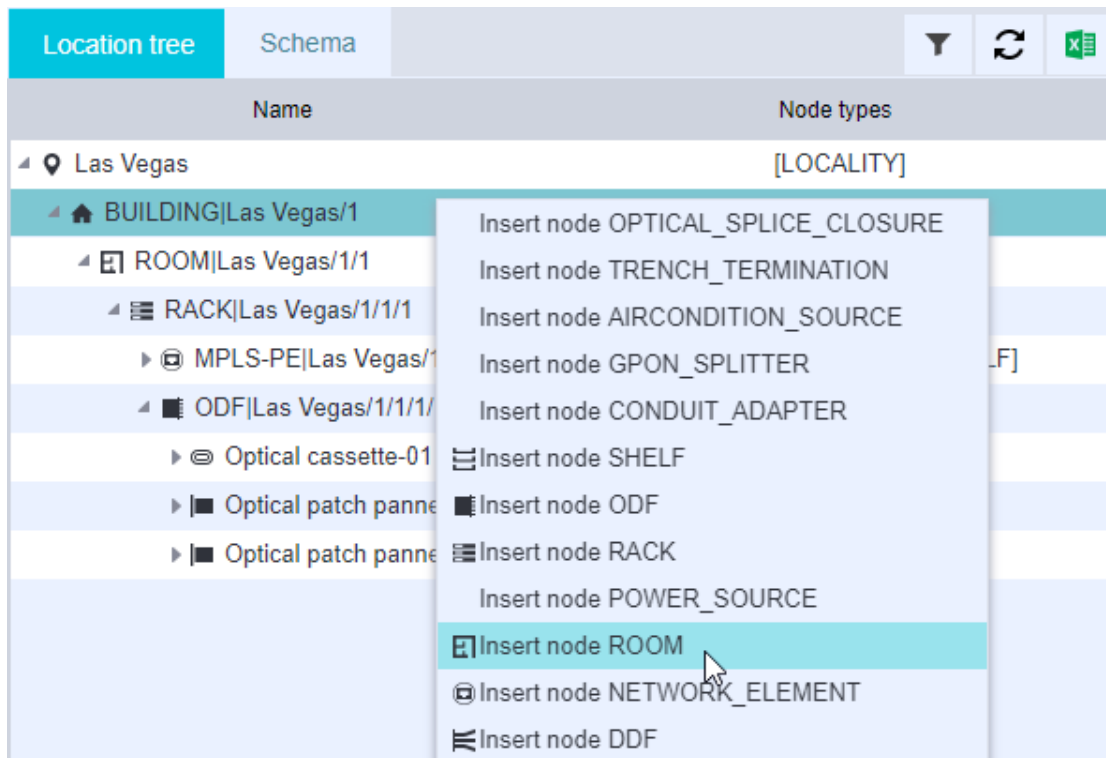 Location tree Schema
Name Node types
Las Vegas [LOCALITY]
BUILDING|Las Vegas/1
ROOM|Las Vegas/1/1
RACK|Las Vegas/1/1/1
MPLS-PE|Las Vegas/1 LF]
ODF|Las Vegas/1/1/1/
Optical cassette-01
Optical patch panne
Optical patch panne
Insert node OPTICAL_SPLICE_CLOSURE
Insert node TRENCH_TERMINATION
Insert node AIRCONDITION_SOURCE
Insert node GPON_SPLITTER
Insert node CONDUIT_ADAPTER
Insert node SHELF
Insert node ODF
Insert node RACK
Insert node POWER_SOURCE
Insert node ROOM
Insert node NETWORK_ELEMENT
Insert node DDF